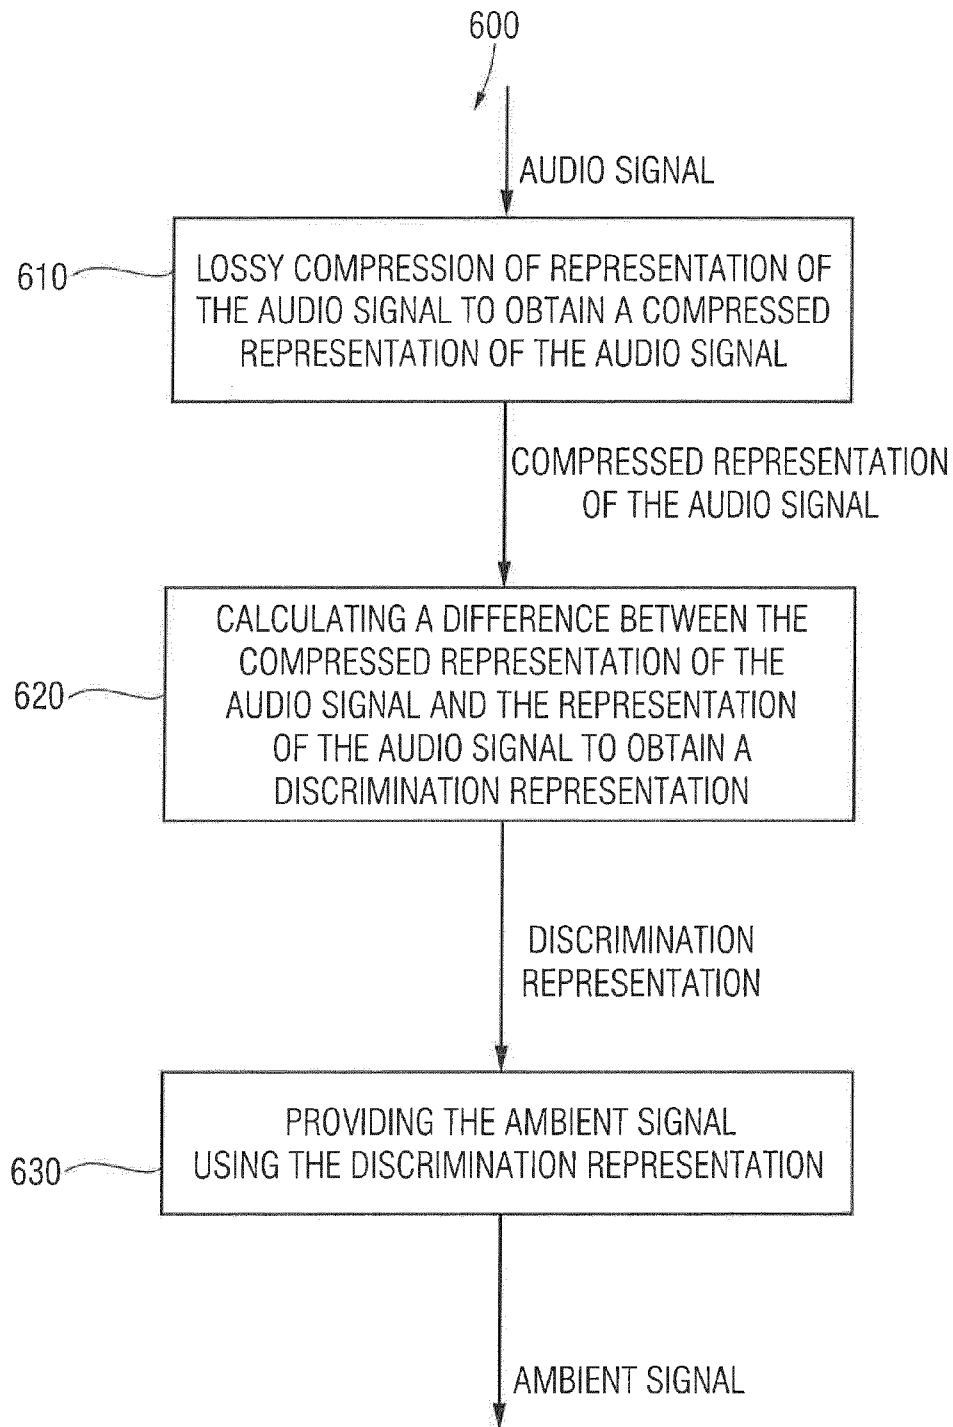 600
AUDIO SIGNAL
610
LOSSY COMPRESSION OF REPRESENTATION OF
THE AUDIO SIGNAL TO OBTAIN A COMPRESSED
REPRESENTATION OF THE AUDIO SIGNAL
COMPRESSED REPRESENTATION
OF THE AUDIO SIGNAL
620
CALCULATING A DIFFERENCE BETWEEN THE
COMPRESSED REPRESENTATION OF THE
AUDIO SIGNAL AND THE REPRESENTATION
OF THE AUDIO SIGNAL TO OBTAIN A
DISCRIMINATION REPRESENTATION
DISCRIMINATION
REPRESENTATION
630
PROVIDING THE AMBIENT SIGNAL
USING THE DISCRIMINATION REPRESENTATION
AMBIENT SIGNAL